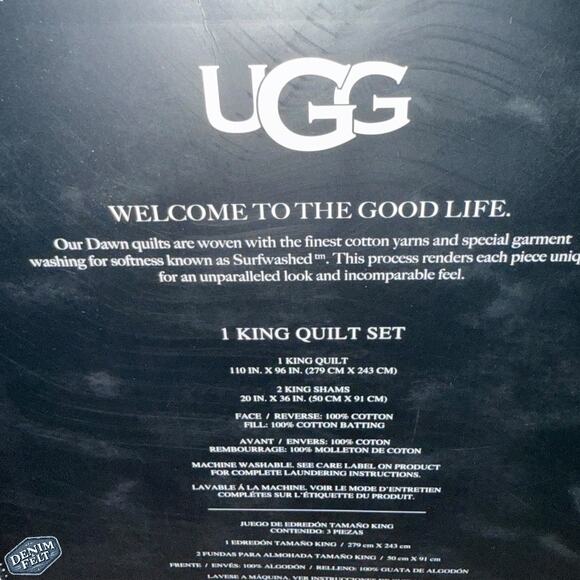 UGG
WELCOME TO THE GOOD LIFE.
Our Dawn quilts are woven with the finest cotton yarns and special garment
washing for softness known as Surfwashed™. This process renders each piece uniq
for an unparalleled look and incomparable feel.
1 KING QUILT SET
1 KING QUILT
110 IN. X 96 IN. (279 CM X 243 CM)
2 KING SHAMS
20 IN. X 36 IN. (50 CM X 91 CM)
FACE / REVERSE: 100% COTTON
FILL: 100% COTTON BATTING
AVANT / ENVERS: 100% COTON
REMBOURRAGE: 100% MOLLETON DE COTON
MACHINE WASHABLE. SEE CARE LABEL ON PRODUCT
FOR COMPLETE LAUNDERING INSTRUCTIONS.
LAVABLE Á LA MACHINE. VOIR LE MODE D'ENTRETIEN
COMPLÉTES SUR L'ÉTIQUETTE DU PRODUIT.
JUEGO DE EDREDÓN TAMAÑO KING
CONTENIDO: 3 PIEZAS
1 EDREDÓN TAMAÑO KING / 279 cm X 243 cm
2 FUNDAS PARA ALMOHADA TAMAÑO KING / 50 cm X 91 cm
FRENTE / ENVÉS: 100% ALGODÓN / RELLENO: 100% GUATA DE ALGODÓN
LAVESE A MÁQUINA. VER INSTRUCCIONES DE
DENIM
FELT